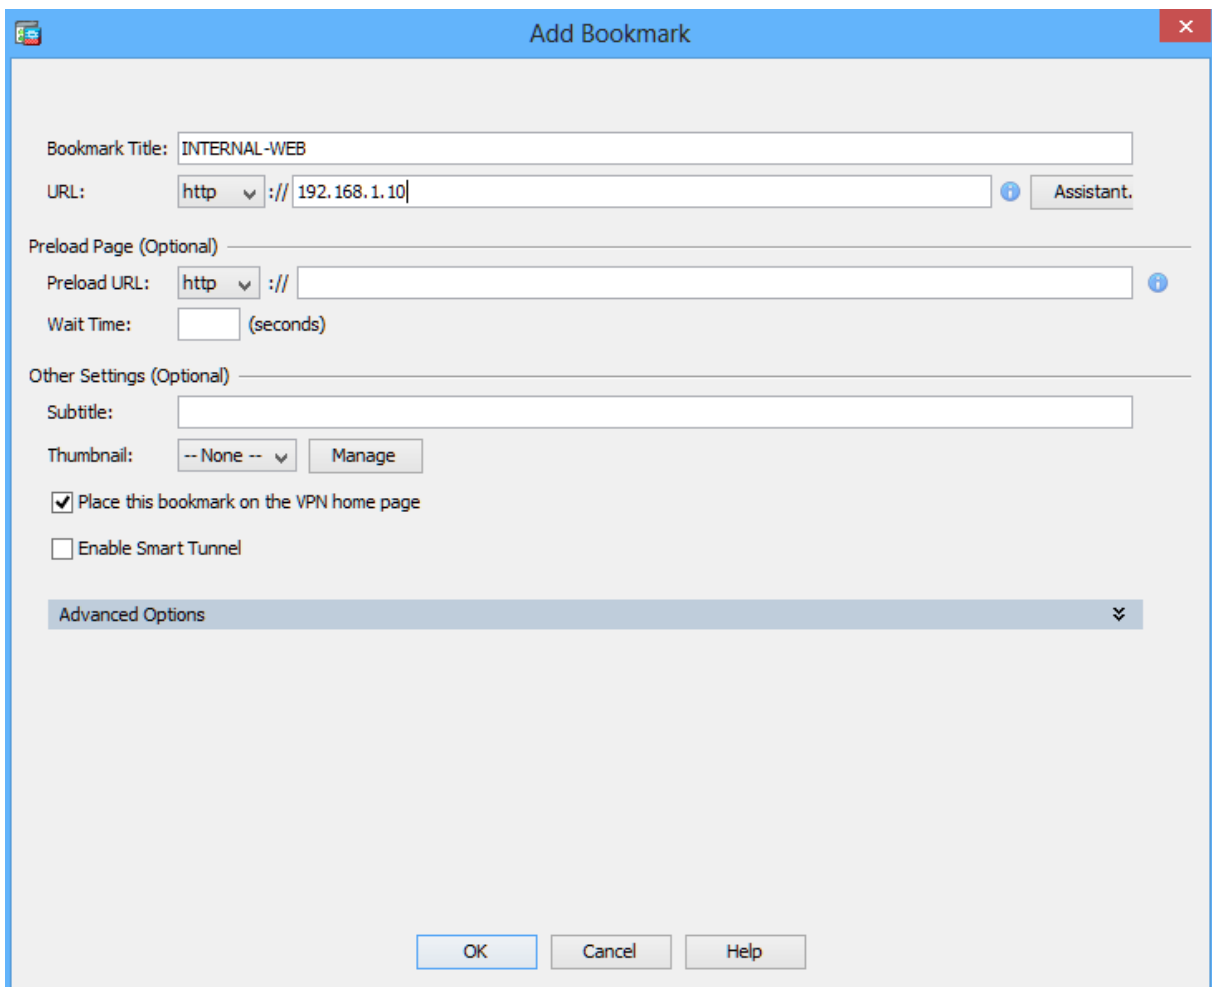 Add Bookmark
Bookmark Title: INTERNAL-WEB
URL: http :// 192.168.1.10 Assistant.
Preload Page (Optional)
Preload URL: http ://
Wait Time: (seconds)
Other Settings (Optional)
Subtitle:
Thumbnail: -- None -- Manage
Place this bookmark on the VPN home page
Enable Smart Tunnel
Advanced Options
OK Cancel Help